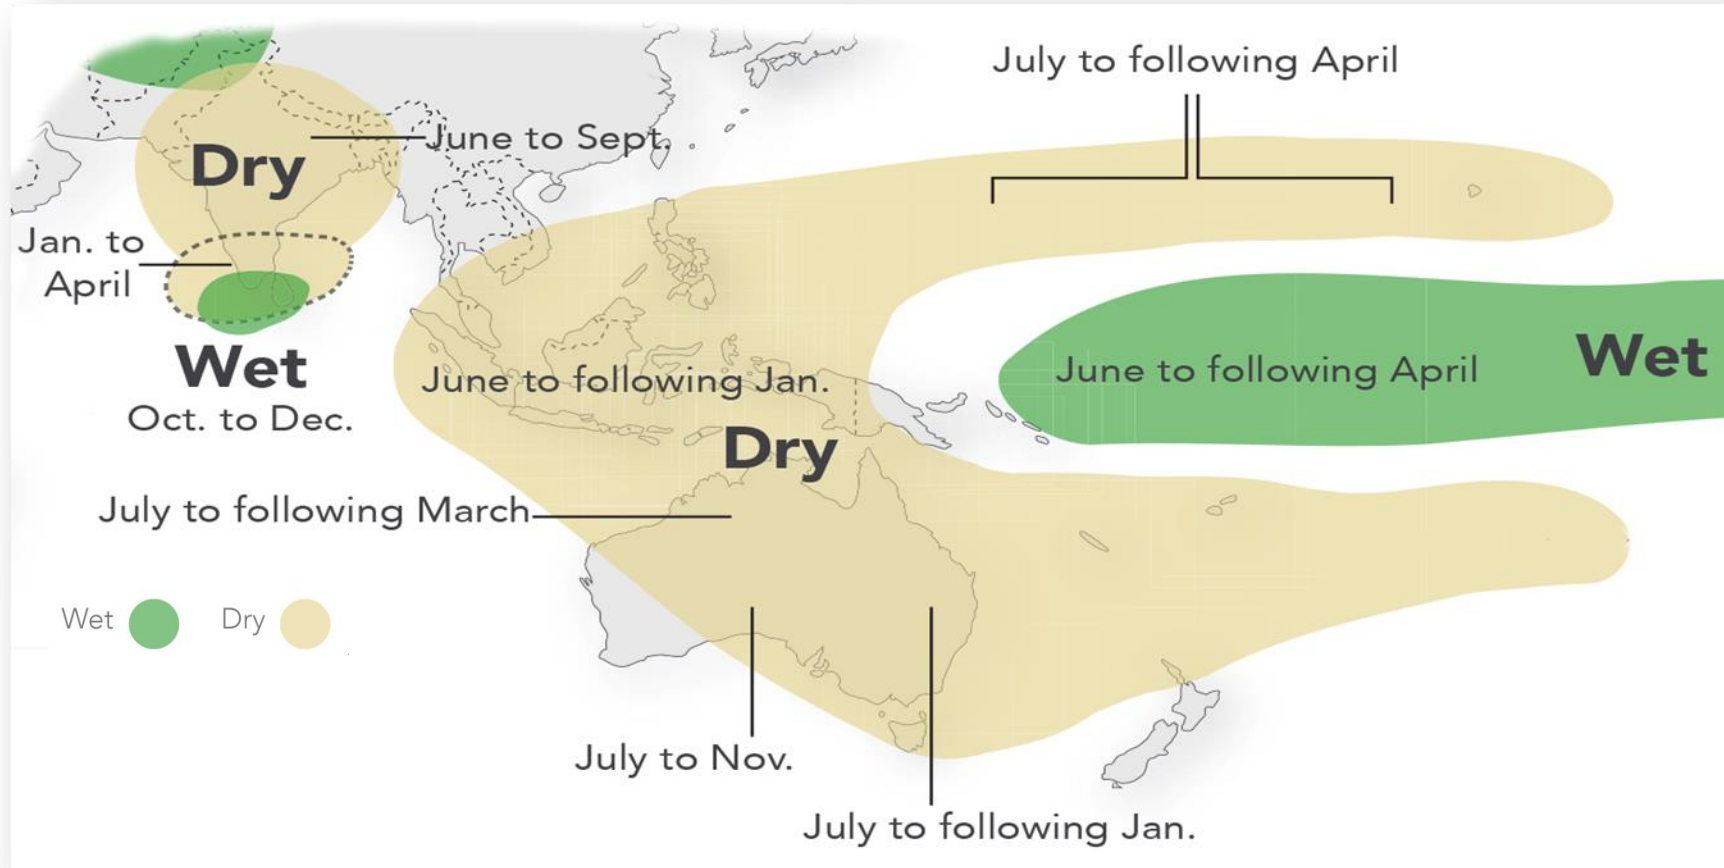 July to following April
June to Sept.
Dry
Jan. to
April
Wet
Oct. to Dec.
June to following Jan.
June to following April
Wet
Dry
July to following March
Wet
Dry
July to Nov.
July to following Jan.